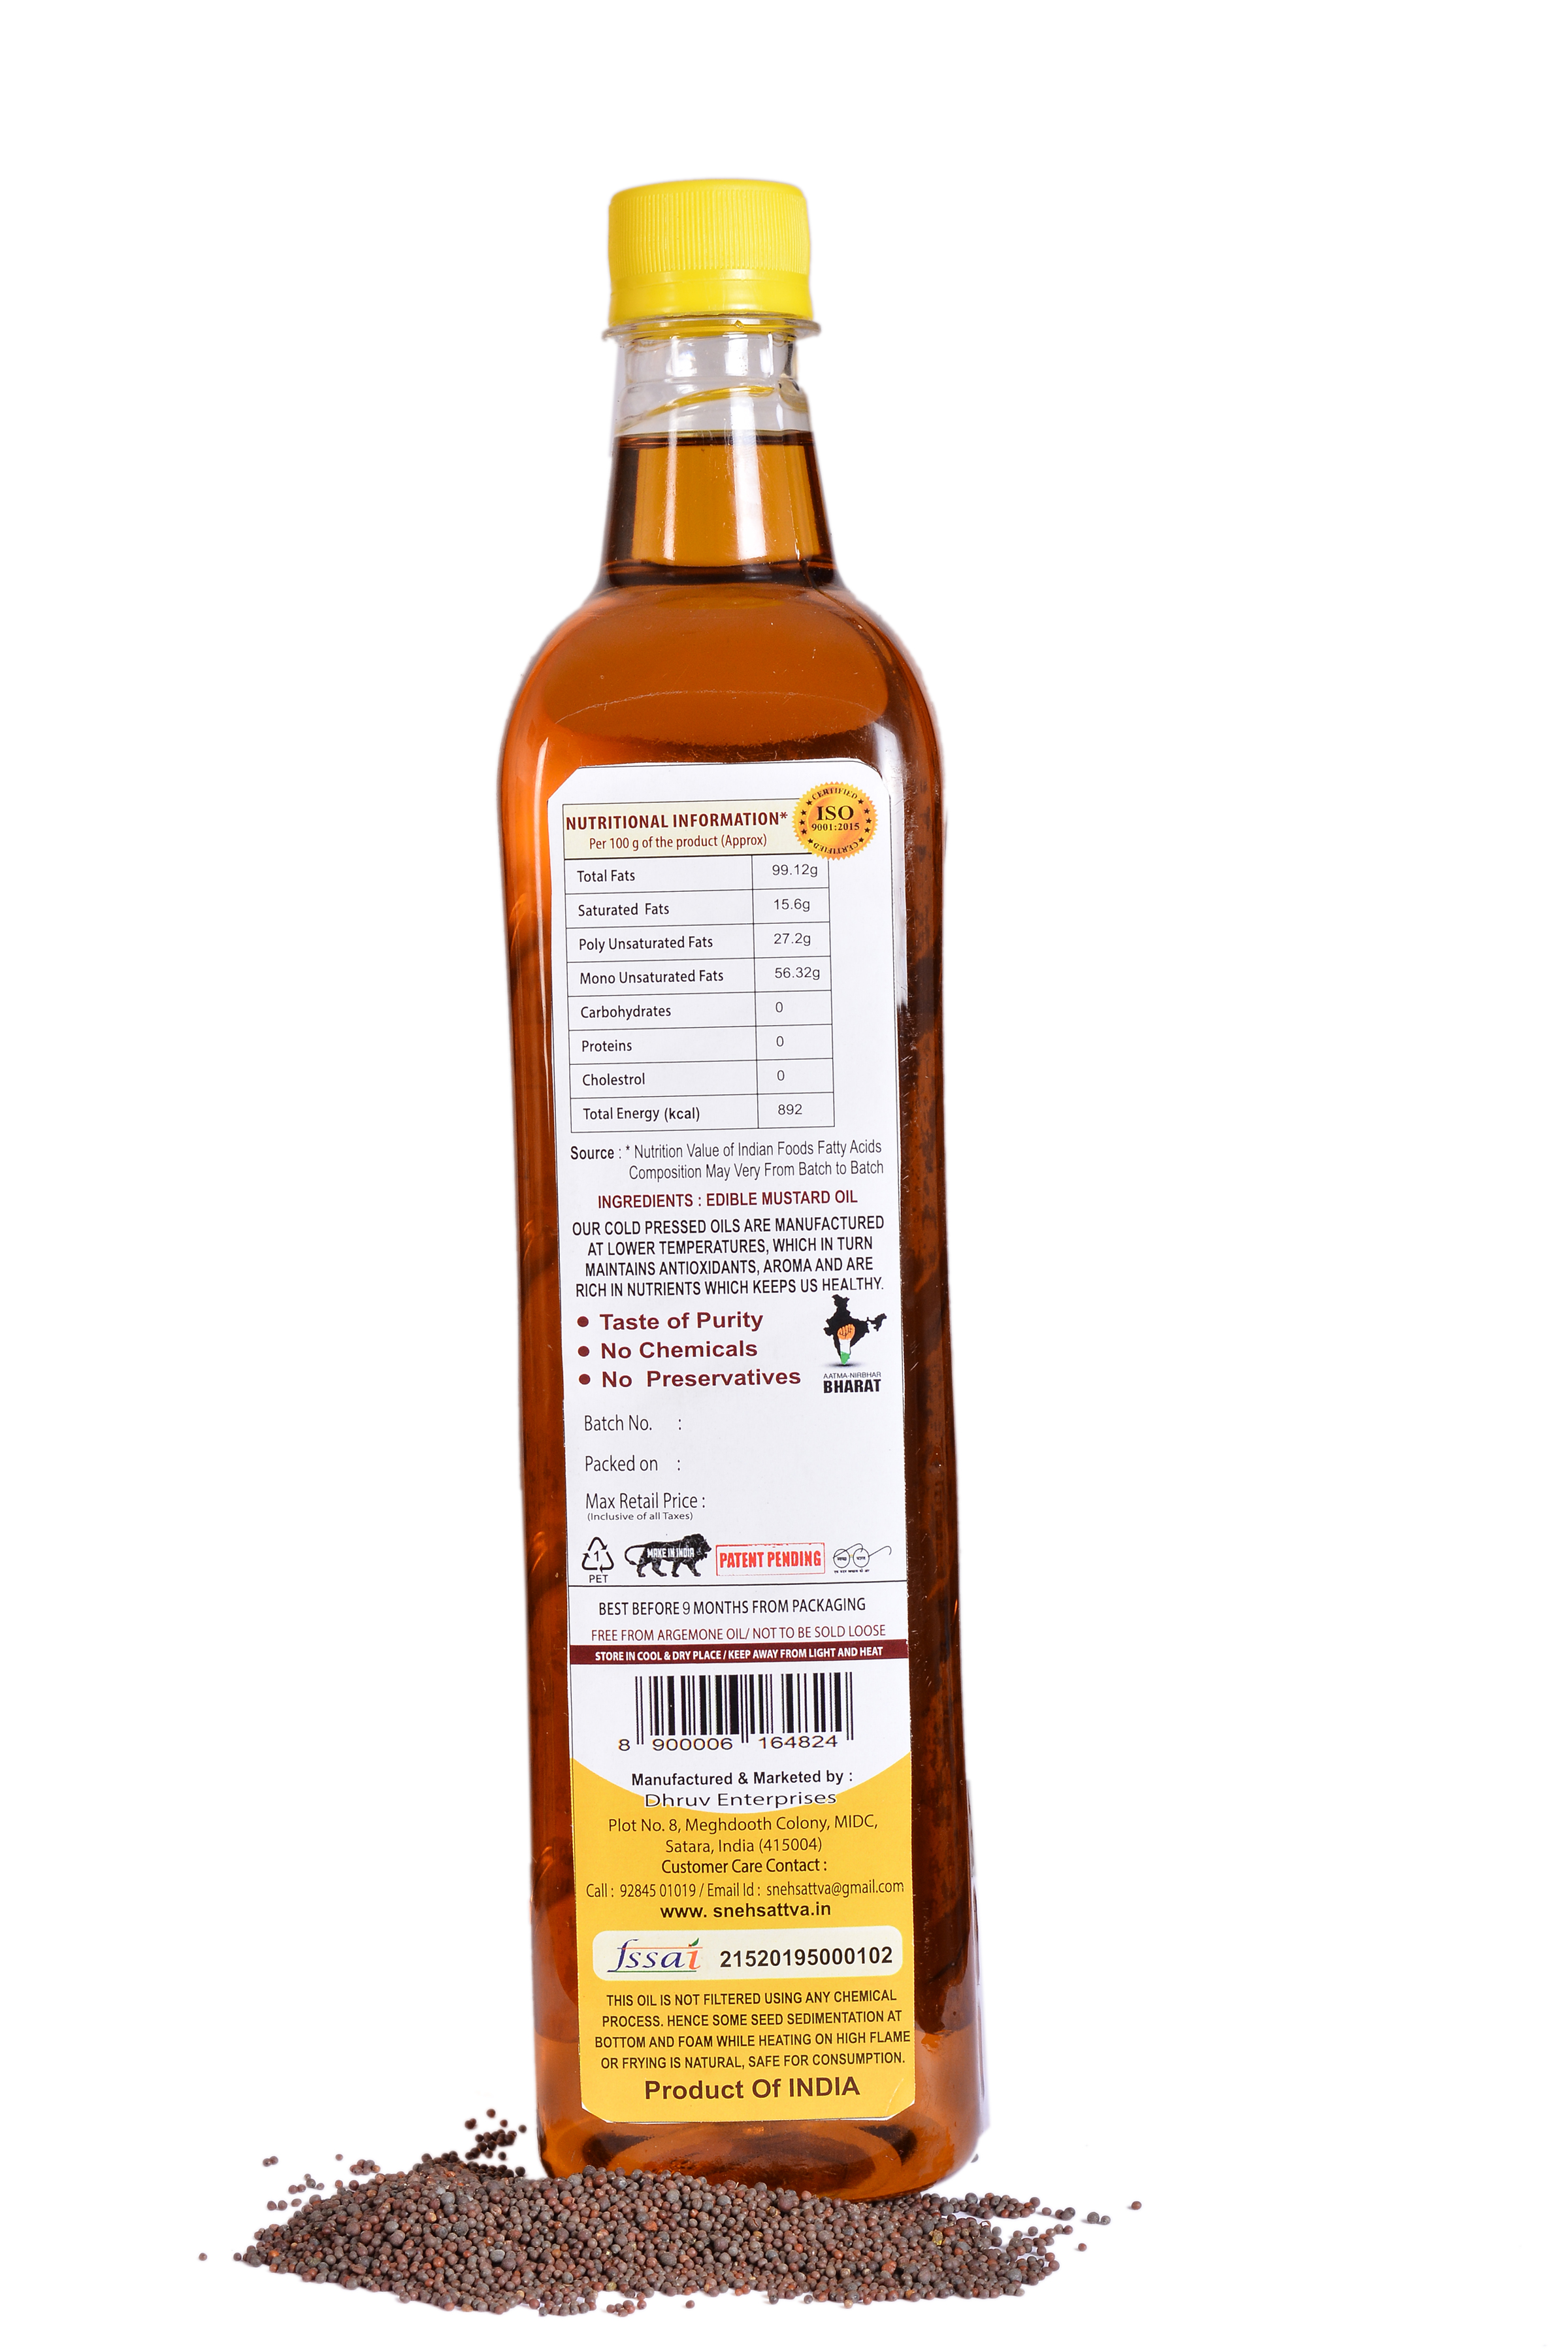 NUTRITIONAL INFORMATION*
Per 100 g of the product (Approx)
CERTIFIED
ISO
9001:2015
CERTIFIED
Total Fats 99.12g
Saturated Fats 15.6g
Poly Unsaturated Fats 27.2g
Mono Unsaturated Fats 56.32g
Carbohydrates 0
Proteins 0
Cholestrol 0
Total Energy (kcal) 892
Source : * Nutrition Value of Indian Foods Fatty Acids
Composition May Very From Batch to Batch
INGREDIENTS : EDIBLE MUSTARD OIL
OUR COLD PRESSED OILS ARE MANUFACTURED
AT LOWER TEMPERATURES, WHICH IN TURN
MAINTAINS ANTIOXIDANTS, AROMA AND ARE
RICH IN NUTRIENTS WHICH KEEPS US HEALTHY.
• Taste of Purity
• No Chemicals
• No Preservatives
AATMA-NIRBHAR
BHARAT
Batch No. :
Packed on :
Max Retail Price :
(Inclusive of all Taxes)
1
PET
MAKE IN INDIA
PATENT PENDING
BEST BEFORE 9 MONTHS FROM PACKAGING
FREE FROM ARGEMONE OIL/ NOT TO BE SOLD LOOSE
STORE IN COOL & DRY PLACE / KEEP AWAY FROM LIGHT AND HEAT
8 900006 164824
Manufactured & Marketed by :
Dhruv Enterprises
Plot No. 8, Meghdooth Colony, MIDC,
Satara, India (415004)
Customer Care Contact :
Call : 92845 01019 / Email Id : snehsattva@gmail.com
www. snehsattva.in
fssai 21520195000102
THIS OIL IS NOT FILTERED USING ANY CHEMICAL
PROCESS. HENCE SOME SEED SEDIMENTATION AT
BOTTOM AND FOAM WHILE HEATING ON HIGH FLAME
OR FRYING IS NATURAL, SAFE FOR CONSUMPTION.
Product Of INDIA